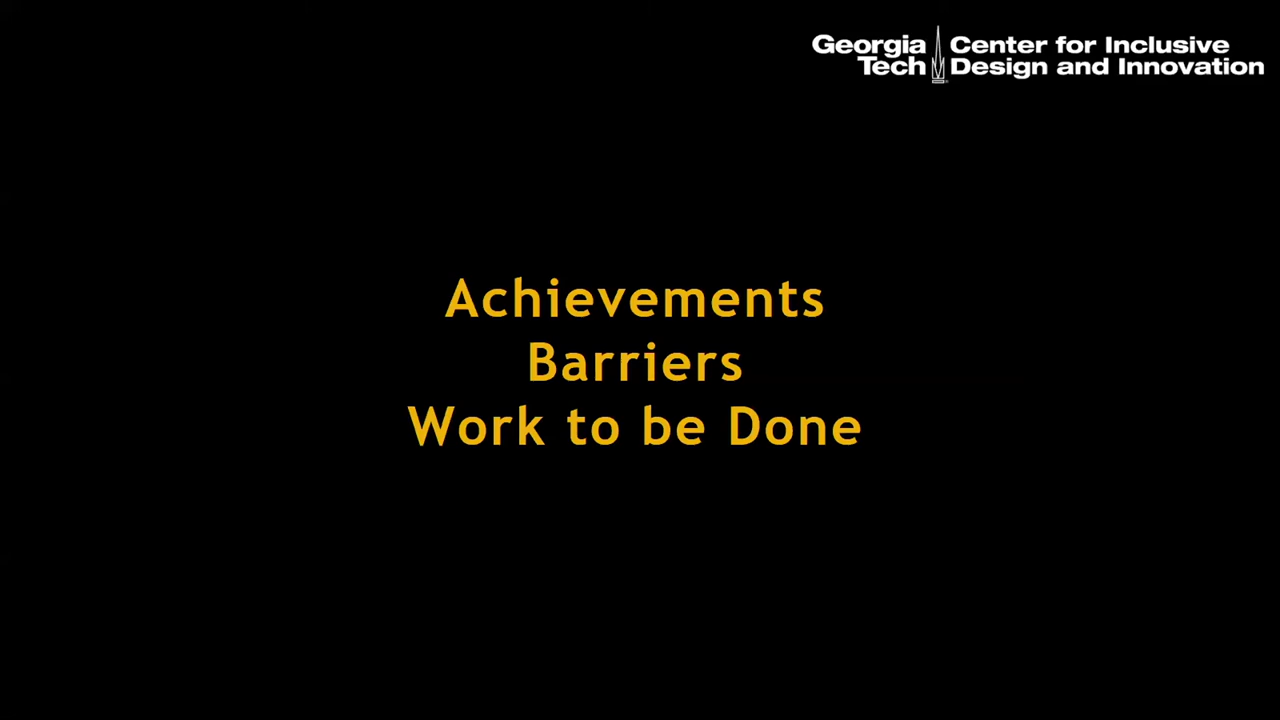 Georgia Tech
Center for Inclusive
Design and Innovation
Achievements
Barriers
Work to be Done